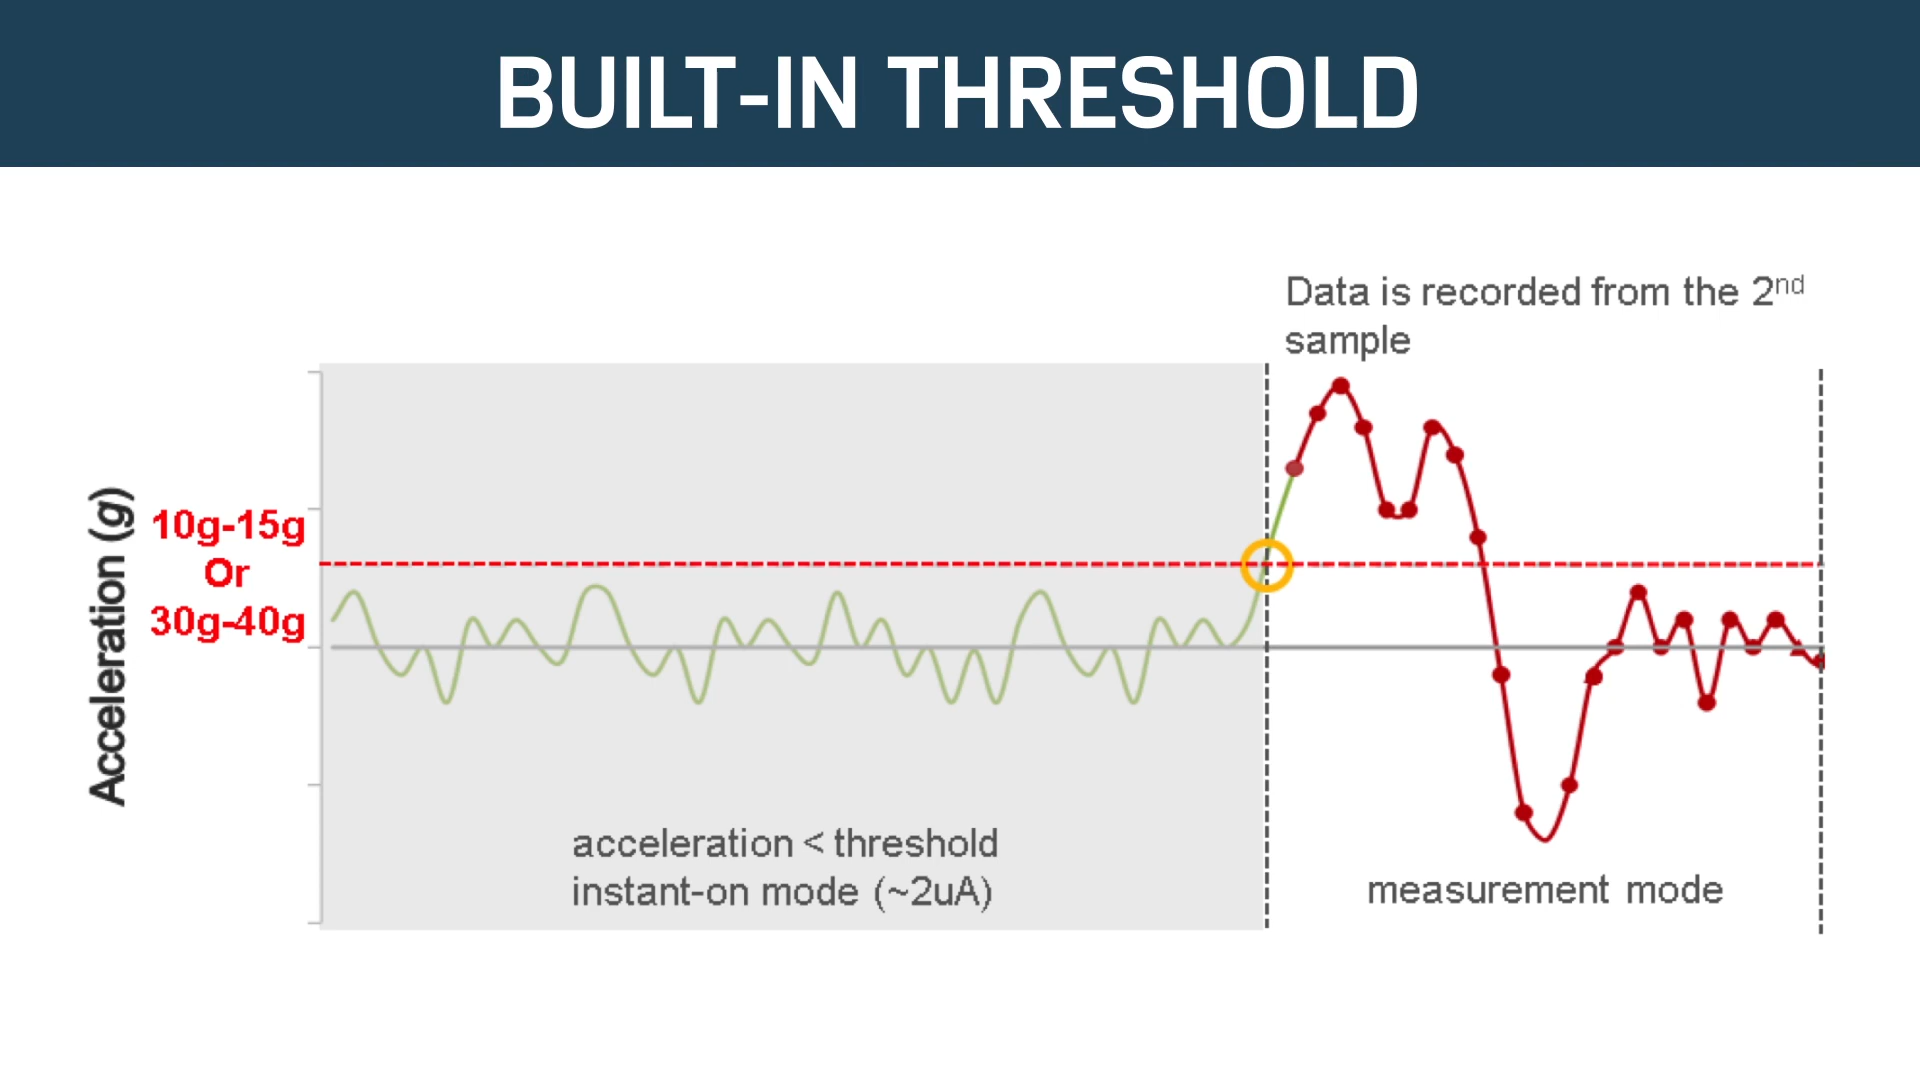 BUILT-IN THRESHOLD
Data is recorded from the 2nd
sample
Acceleration (g)
10g-15g
Or
30g-40g
acceleration < threshold
instant-on mode (~2uA)
measurement mode